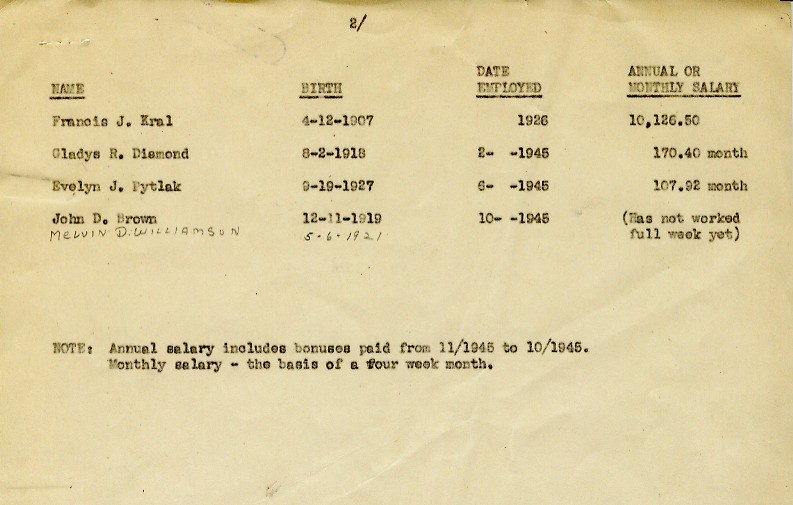 2/
DATE ANNUAL OR
NAME BIRTH EMPLOYED MONTHLY SALARY
Francis J. Kral 4-12-1907 1926 10,126.50
Gladys R. Diamond 8-2-1918 2- -1945 170.40 month
Evelyn J. Pytlak 9-19-1927 6- -1945 107.92 month
John D. Brown 12-11-1919 10- -1945 (Has not worked
MELVIN D. WILLIAMSON 5-6-1921 full week yet)
NOTE: Annual salary includes bonuses paid from 11/1945 to 10/1945.
Monthly salary - the basis of a four week month.